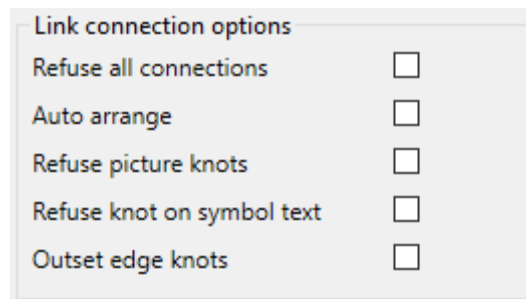 Link connection options
Refuse all connections
Auto arrange
Refuse picture knots
Refuse knot on symbol text
Outset edge knots